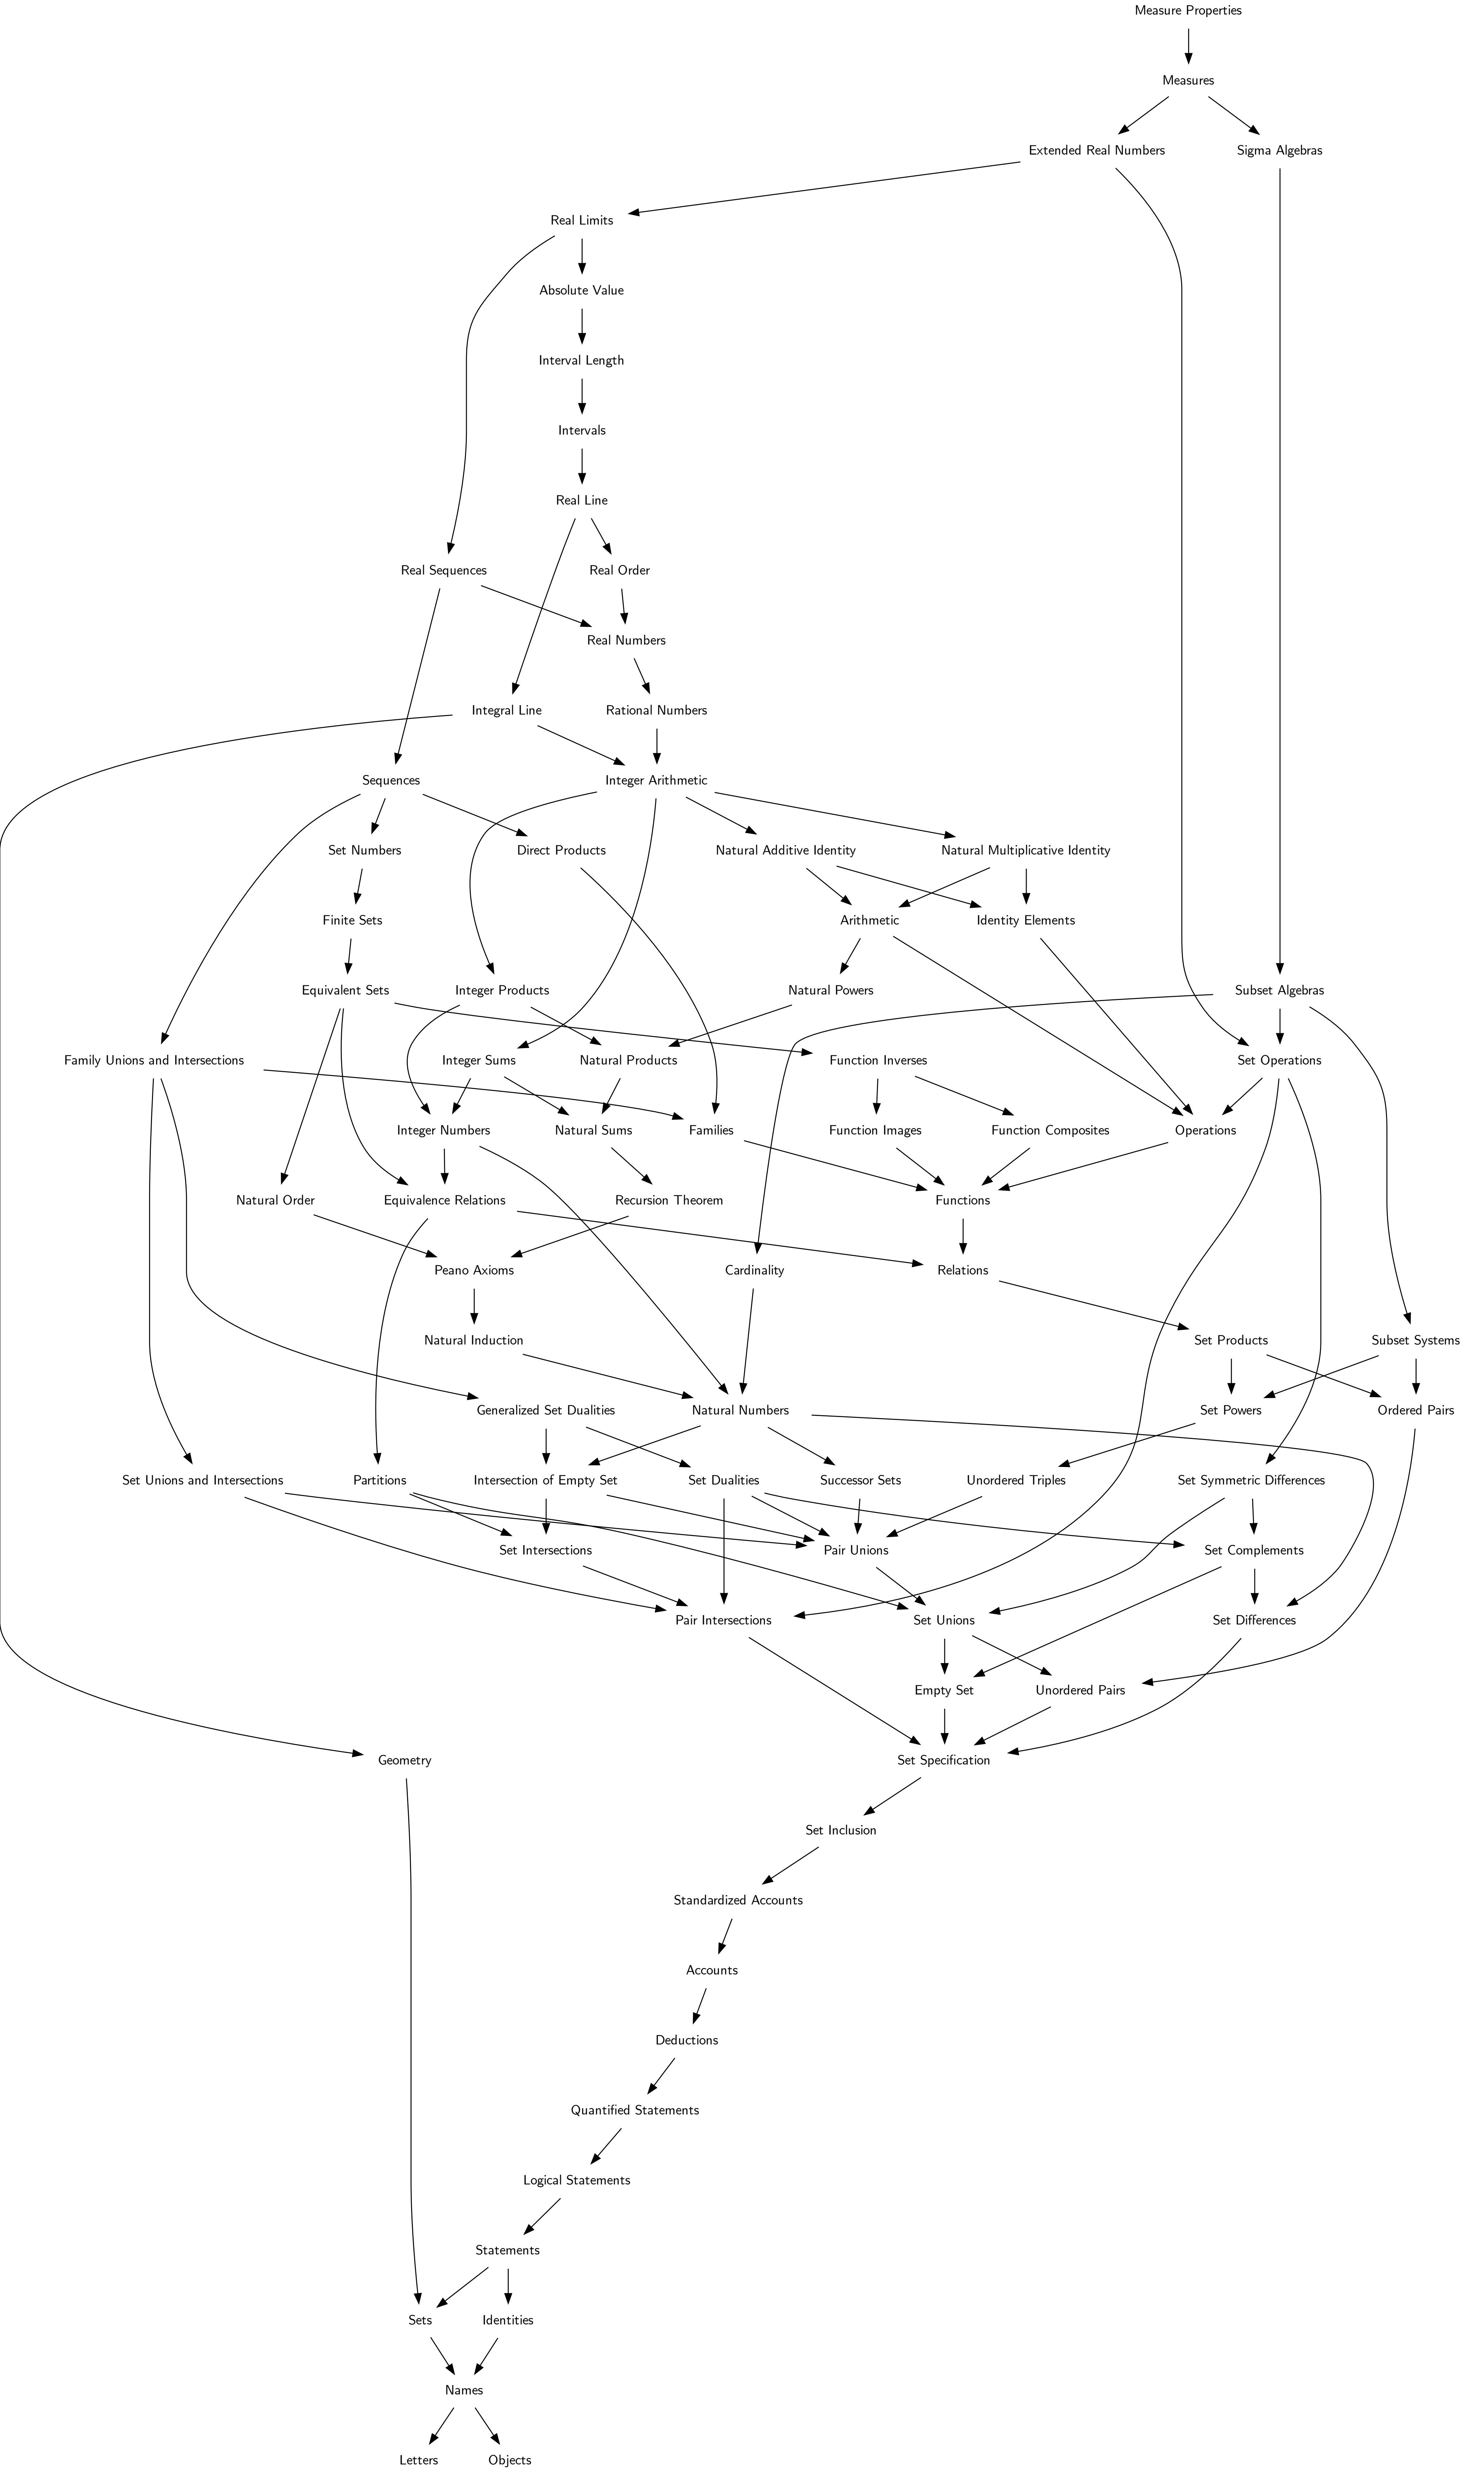 Measure Properties
Measures
Extended Real Numbers
Sigma Algebras
Real Limits
Absolute Value
Interval Length
Intervals
Real Line
Real Sequences
Real Order
Real Numbers
Integral Line
Rational Numbers
Sequences
Integer Arithmetic
Set Numbers
Direct Products
Natural Additive Identity
Natural Multiplicative Identity
Finite Sets
Arithmetic
Identity Elements
Equivalent Sets
Integer Products
Natural Powers
Subset Algebras
Family Unions and Intersections
Integer Sums
Natural Products
Function Inverses
Set Operations
Integer Numbers
Natural Sums
Families
Function Images
Function Composites
Operations
Natural Order
Equivalence Relations
Recursion Theorem
Functions
Peano Axioms
Cardinality
Relations
Natural Induction
Set Products
Subset Systems
Generalized Set Dualities
Natural Numbers
Set Powers
Ordered Pairs
Set Unions and Intersections
Partitions
Intersection of Empty Set
Set Dualities
Successor Sets
Unordered Triples
Set Symmetric Differences
Set Intersections
Pair Unions
Set Complements
Pair Intersections
Set Unions
Set Differences
Empty Set
Unordered Pairs
Geometry
Set Specification
Set Inclusion
Standardized Accounts
Accounts
Deductions
Quantified Statements
Logical Statements
Statements
Sets
Identities
Names
Letters
Objects